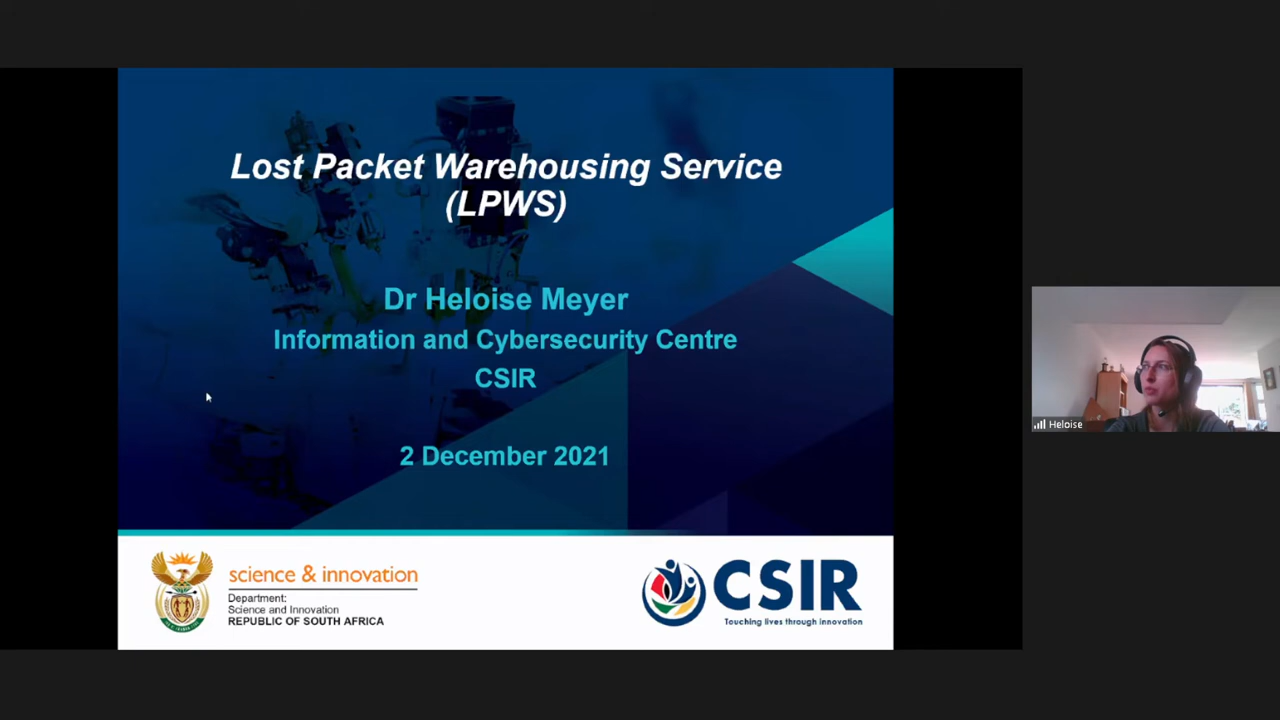 Lost Packet Warehousing Service
(LPWS)
Dr Heloise Meyer
Information and Cybersecurity Centre
CSIR
2 December 2021
science & innovation
Department:
Science and Innovation
REPUBLIC OF SOUTH AFRICA
CSIR
Touching lives through innovation
Heloise